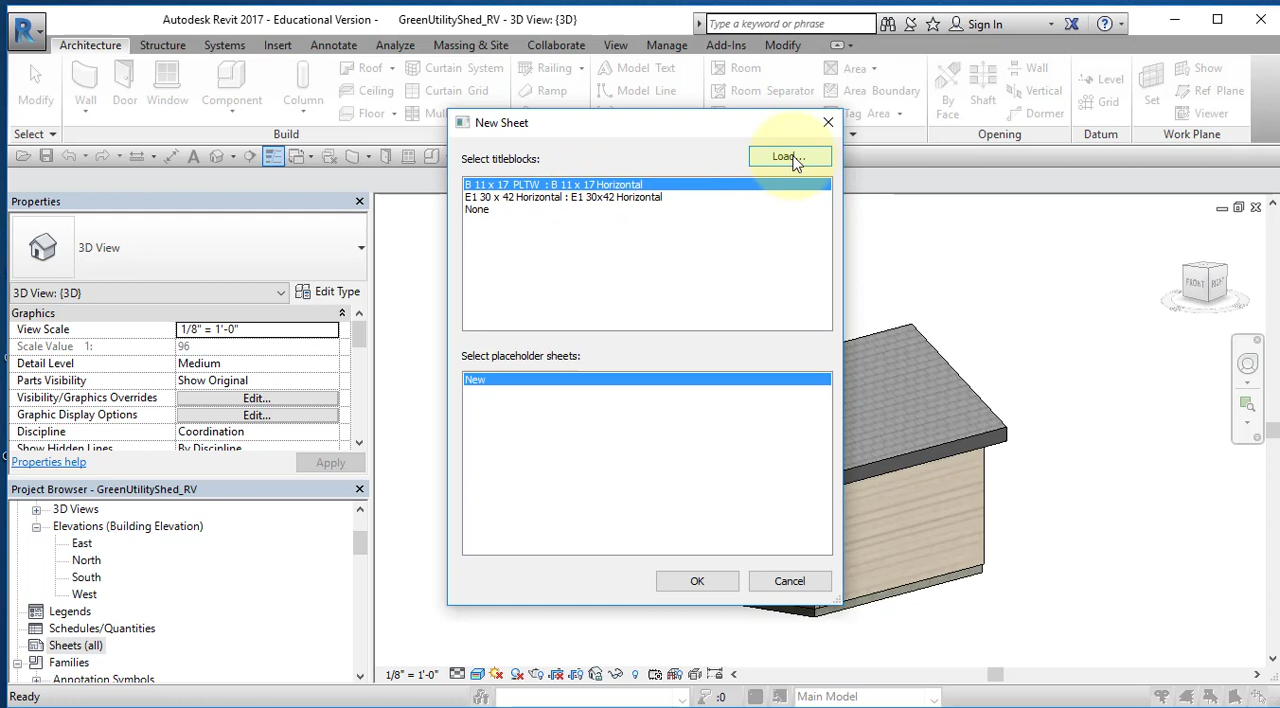 Autodesk Revit 2017 - Educational Version - GreenUtilityShed_RV - 3D View: {3D}
Type a keyword or phrase
Sign In
Architecture Structure Systems Insert Annotate Analyze Massing & Site Collaborate View Manage Add-Ins Modify
Modify
Wall
Door
Window
Component
Column
Roof
Ceiling
Floor
Curtain System
Curtain Grid
Railing
Ramp
Model Text
Model Line
Room
Room Separator
Area
Area Boundary
Tag Area
By Face
Shaft
Wall
Vertical
Dormer
Level
Grid
Set
Show
Ref Plane
Viewer
Select
Build
Opening
Datum
Work Plane
New Sheet
Select titleblocks:
Load...
B 11 x 17 PLTW : B 11 x 17 Horizontal
E1 30 x 42 Horizontal : E1 30x42 Horizontal
None
Select placeholder sheets:
New
OK
Cancel
Properties
3D View
3D View: {3D}
Edit Type
Graphics
View Scale 1/8" = 1'-0"
Scale Value 1: 96
Detail Level Medium
Parts Visibility Show Original
Visibility/Graphics Overrides Edit...
Graphic Display Options Edit...
Discipline Coordination
Show Hidden Lines By Discipline
Properties help
Apply
Project Browser - GreenUtilityShed_RV
3D Views
Elevations (Building Elevation)
East
North
South
West
Legends
Schedules/Quantities
Sheets (all)
Families
Annotation Symbols
FRONT
RIGHT
1/8" = 1'-0"
Ready
:0
Main Model